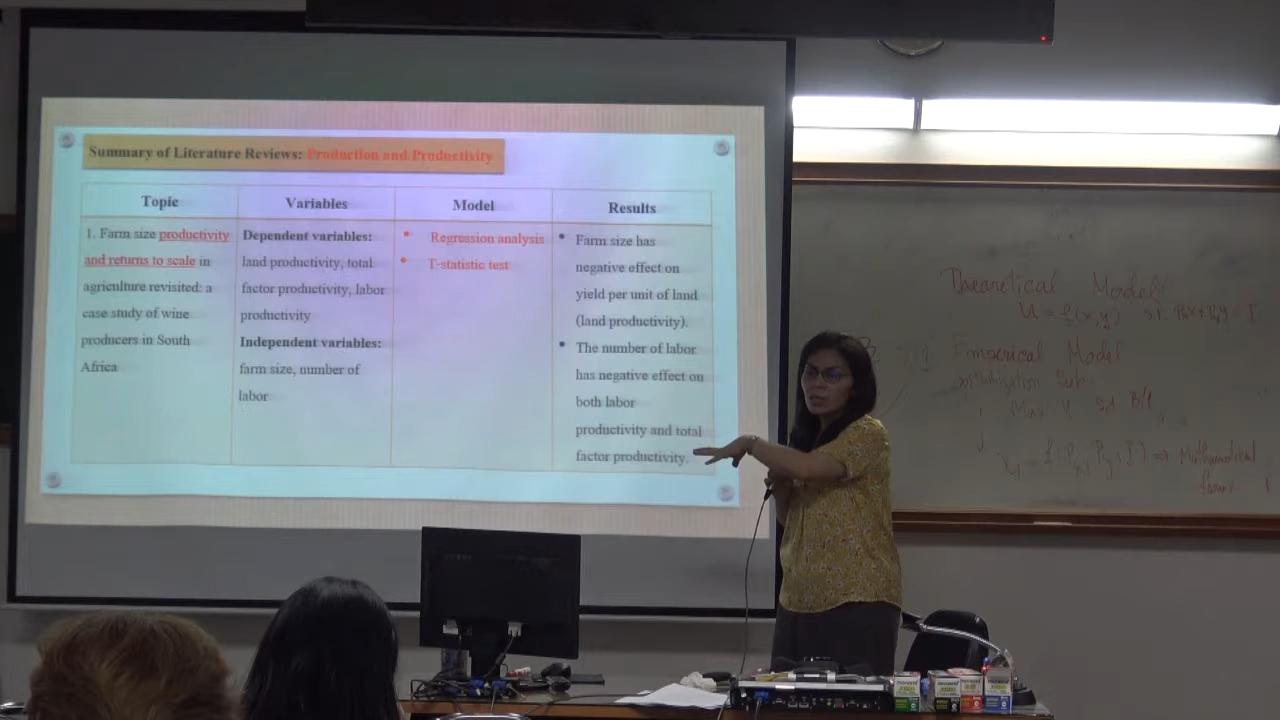 Summary of Literature Reviews: Production and Productivity
Topic
Variables
Model
Results
1. Farm size productivity
and returns to scale in
agriculture revisited: a
case study of wine
producers in South
Africa
Dependent variables:
land productivity, total
factor productivity, labor
productivity
Independent variables:
farm size, number of
labor
• Regression analysis
• T-statistic test
• Farm size has
negative effect on
yield per unit of land
(land productivity).
• The number of labor
has negative effect on
both labor
productivity and total
factor productivity.
Theoretical Model
U = f(x,y)
Emperical Model
Max U